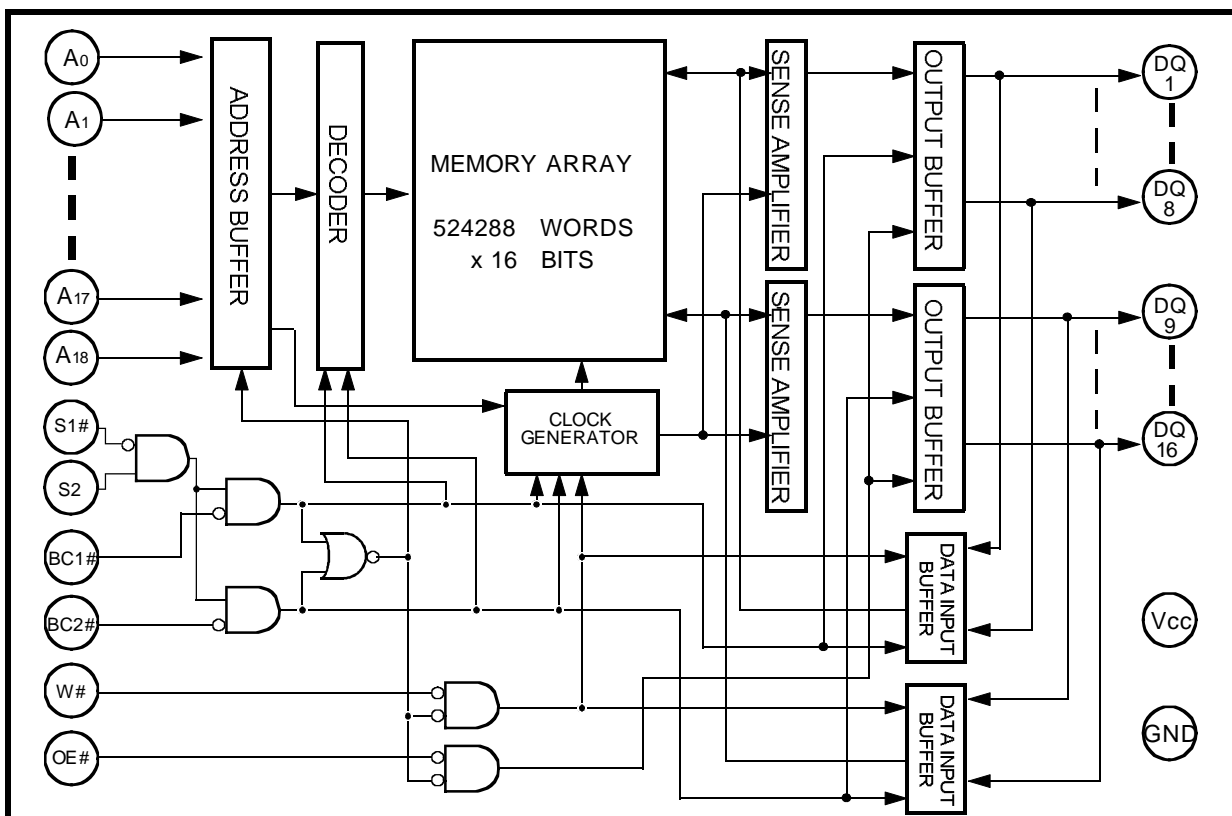 A0
A1
A17
A18
S1#
S2
BC1#
BC2#
W#
OE#
ADDRESS BUFFER
DECODER
MEMORY ARRAY
524288 WORDS
x 16 BITS
CLOCK
GENERATOR
SENSE AMPLIFIER
SENSE AMPLIFIER
OUTPUT BUFFER
OUTPUT BUFFER
DATA INPUT
BUFFER
DATA INPUT
BUFFER
DQ
1
DQ
8
DQ
9
DQ
16
Vcc
GND